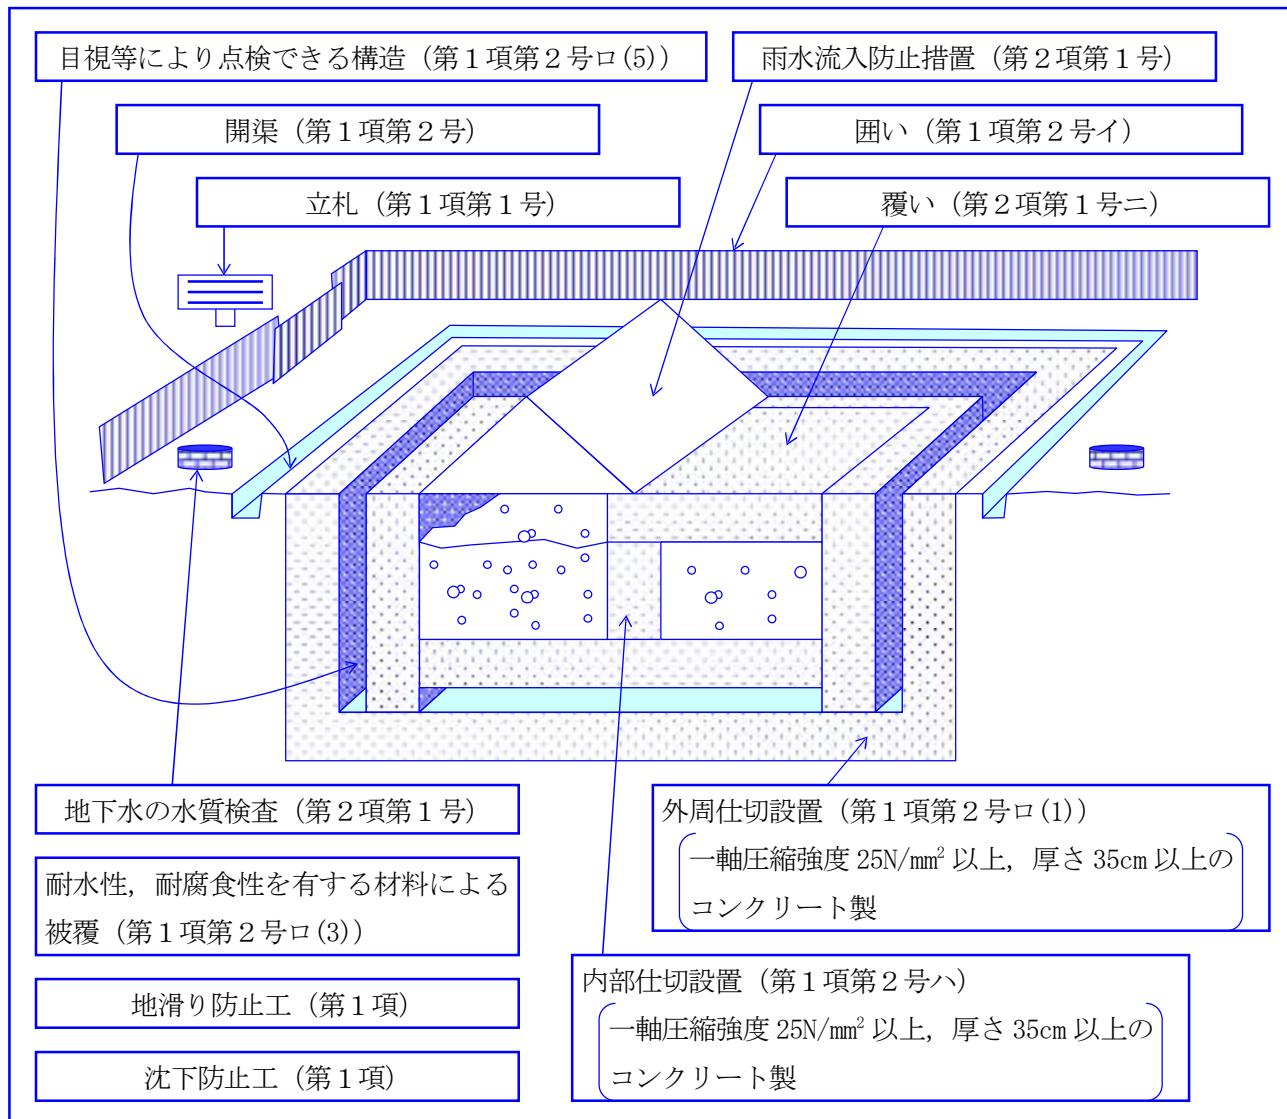 目視等により点検できる構造（第１項第２号ロ(5)）
雨水流入防止措置（第２項第１号）
開渠（第１項第２号）
囲い（第１項第２号イ）
立札（第１項第１号）
覆い（第２項第１号ニ）
地下水の水質検査（第２項第１号）
耐水性，耐腐食性を有する材料による
被覆（第１項第２号ロ(3)）
地滑り防止工（第１項）
沈下防止工（第１項）
外周仕切設置（第１項第２号ロ(1)）
一軸圧縮強度 25N/mm² 以上，厚さ 35cm 以上の
コンクリート製
内部仕切設置（第１項第２号ハ）
一軸圧縮強度 25N/mm² 以上，厚さ 35cm 以上の
コンクリート製